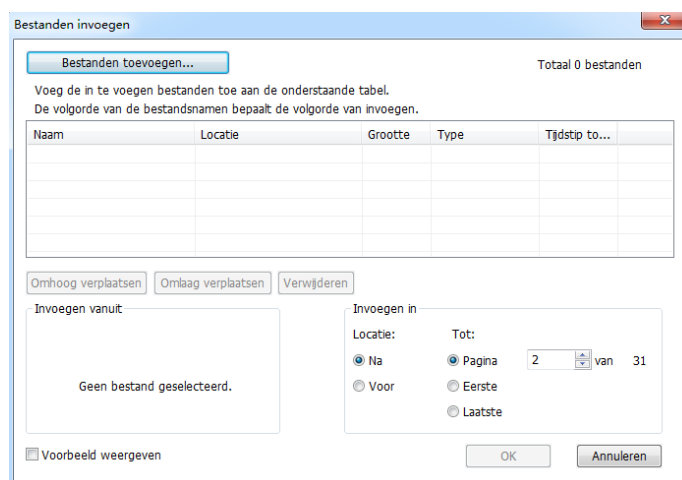 Bestanden invoegen
Bestanden toevoegen...
Totaal 0 bestanden
Voeg de in te voegen bestanden toe aan de onderstaande tabel.
De volgorde van de bestandsnamen bepaalt de volgorde van invoegen.
Naam Locatie Grootte Type Tijdstip to...
Omhoog verplaatsen Omlaag verplaatsen Verwijderen
Invoegen vanuit
Geen bestand geselecteerd.
Invoegen in
Locatie: Tot:
Na Pagina 2 van 31
Voor Eerste
Laatste
Voorbeeld weergeven
OK Annuleren